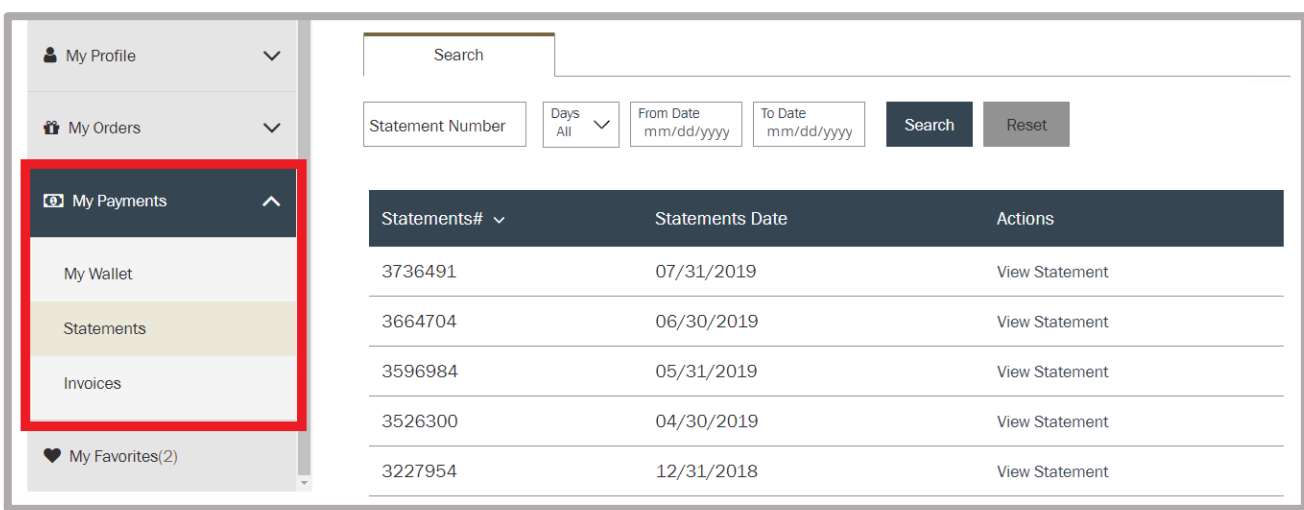 My Profile
My Orders
My Payments
My Wallet
Statements
Invoices
My Favorites(2)
Search
Statement Number
Days
All
From Date
mm/dd/yyyy
To Date
mm/dd/yyyy
Search
Reset
Statements# Statements Date Actions
3736491 07/31/2019 View Statement
3664704 06/30/2019 View Statement
3596984 05/31/2019 View Statement
3526300 04/30/2019 View Statement
3227954 12/31/2018 View Statement